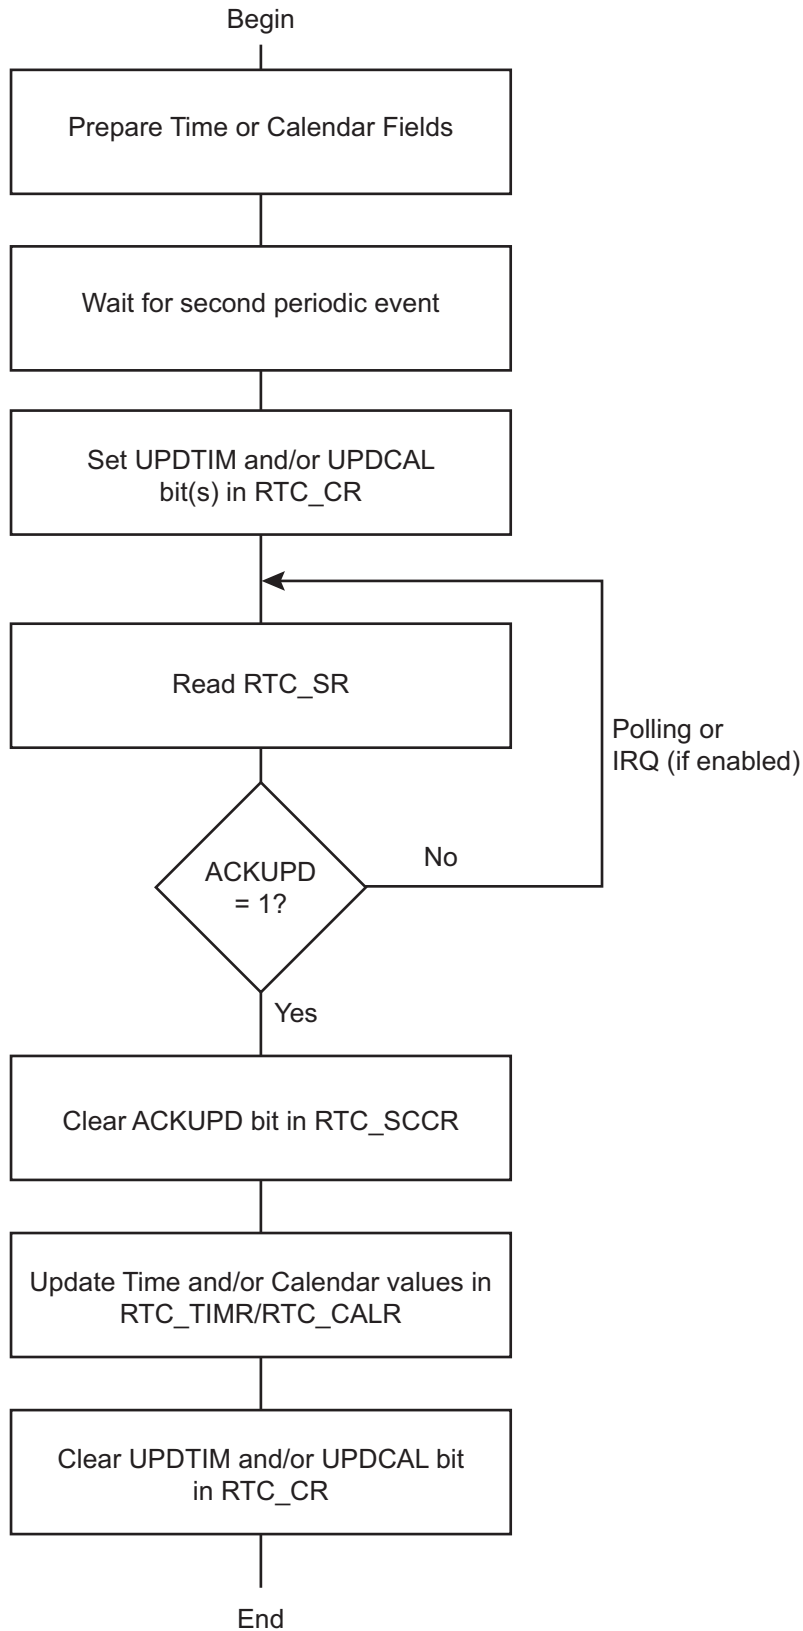 Begin
Prepare Time or Calendar Fields
Wait for second periodic event
Set UPDTIM and/or UPDCAL
bit(s) in RTC_CR
Read RTC_SR
Polling or
IRQ (if enabled)
No
ACKUPD
= 1?
Yes
Clear ACKUPD bit in RTC_SCCR
Update Time and/or Calendar values in
RTC_TIMR/RTC_CALR
Clear UPDTIM and/or UPDCAL bit
in RTC_CR
End